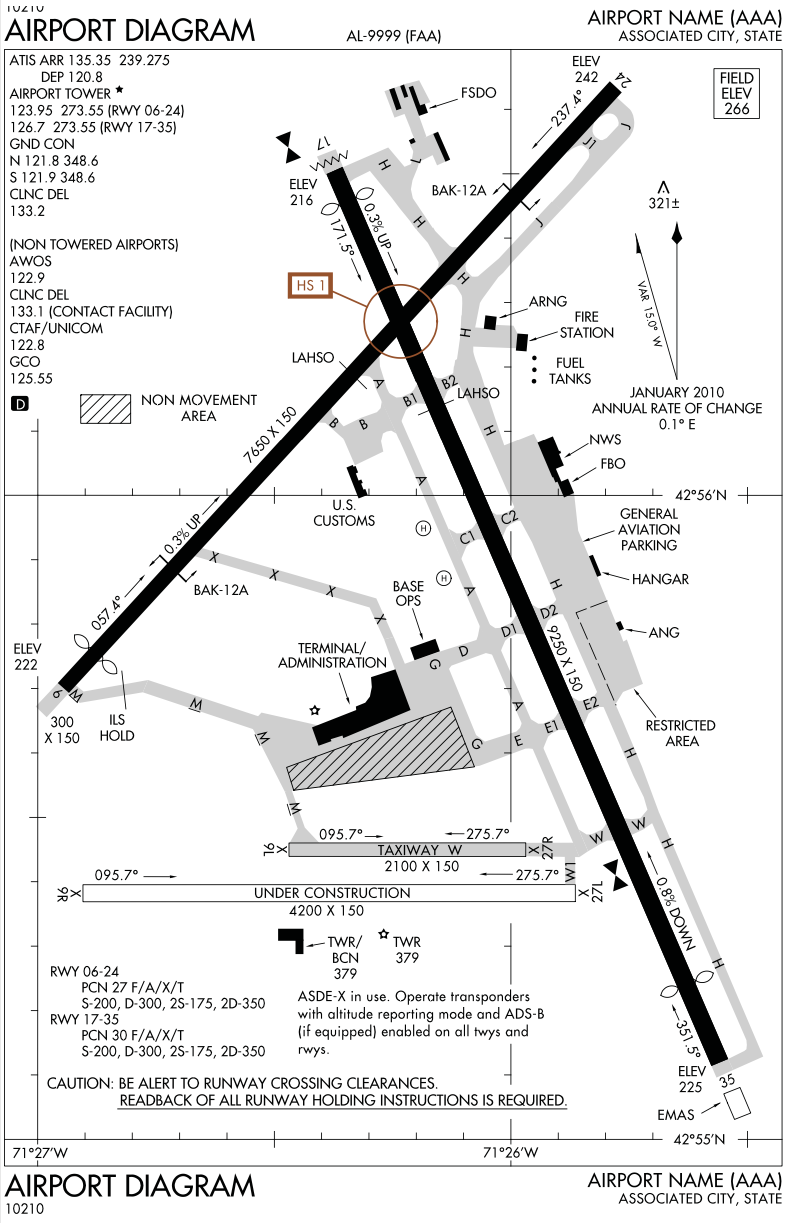 10210
AIRPORT DIAGRAM
AL-9999 (FAA)
AIRPORT NAME (AAA)
ASSOCIATED CITY, STATE
ATIS ARR 135.35 239.275
DEP 120.8
AIRPORT TOWER ★
123.95 273.55 (RWY 06-24)
126.7 273.55 (RWY 17-35)
GND CON
N 121.8 348.6
S 121.9 348.6
CLNC DEL
133.2
(NON TOWERED AIRPORTS)
AWOS
122.9
CLNC DEL
133.1 (CONTACT FACILITY)
CTAF/UNICOM
122.8
GCO
125.55
D
NON MOVEMENT
AREA
FSDO
ELEV
242
24
237.4°
FIELD
ELEV
266
J
J1
J
17
ELEV
216
H
L
H
BAK-12A
0.3% UP
171.5°
321±
VAR 15.0° W
JANUARY 2010
ANNUAL RATE OF CHANGE
0.1° E
HS 1
H
H
ARNG
FIRE
STATION
FUEL
TANKS
LAHSO
A
B
B
B1
B2
LAHSO
H
7650 X 150
NWS
FBO
42°56'N
U.S.
CUSTOMS
A
C1
C2
H
H
GENERAL
AVIATION
PARKING
0.3% UP
X
X
X
X
BAK-12A
057.4°
HANGAR
BASE
OPS
A
H
D2
D1
D
G
9250 X 150
ANG
ELEV
222
6
M
300
X 150
ILS
HOLD
M
M
M
TERMINAL/
ADMINISTRATION
A
G
E
E1
E2
RESTRICTED
AREA
H
095.7°
275.7°
9L
X
TAXIWAY W
X
27R
2100 X 150
W
W
H
W1
095.7°
275.7°
9R
X
UNDER CONSTRUCTION
X
27L
4200 X 150
0.8% DOWN
TWR/
BCN
379
TWR
379
H
RWY 06-24
PCN 27 F/A/X/T
S-200, D-300, 2S-175, 2D-350
RWY 17-35
PCN 30 F/A/X/T
S-200, D-300, 2S-175, 2D-350
ASDE-X in use. Operate transponders
with altitude reporting mode and ADS-B
(if equipped) enabled on all twys and
rwys.
351.5°
ELEV
225
35
EMAS
CAUTION: BE ALERT TO RUNWAY CROSSING CLEARANCES.
READBACK OF ALL RUNWAY HOLDING INSTRUCTIONS IS REQUIRED.
42°55'N
71°27'W
71°26'W
AIRPORT DIAGRAM
10210
AIRPORT NAME (AAA)
ASSOCIATED CITY, STATE